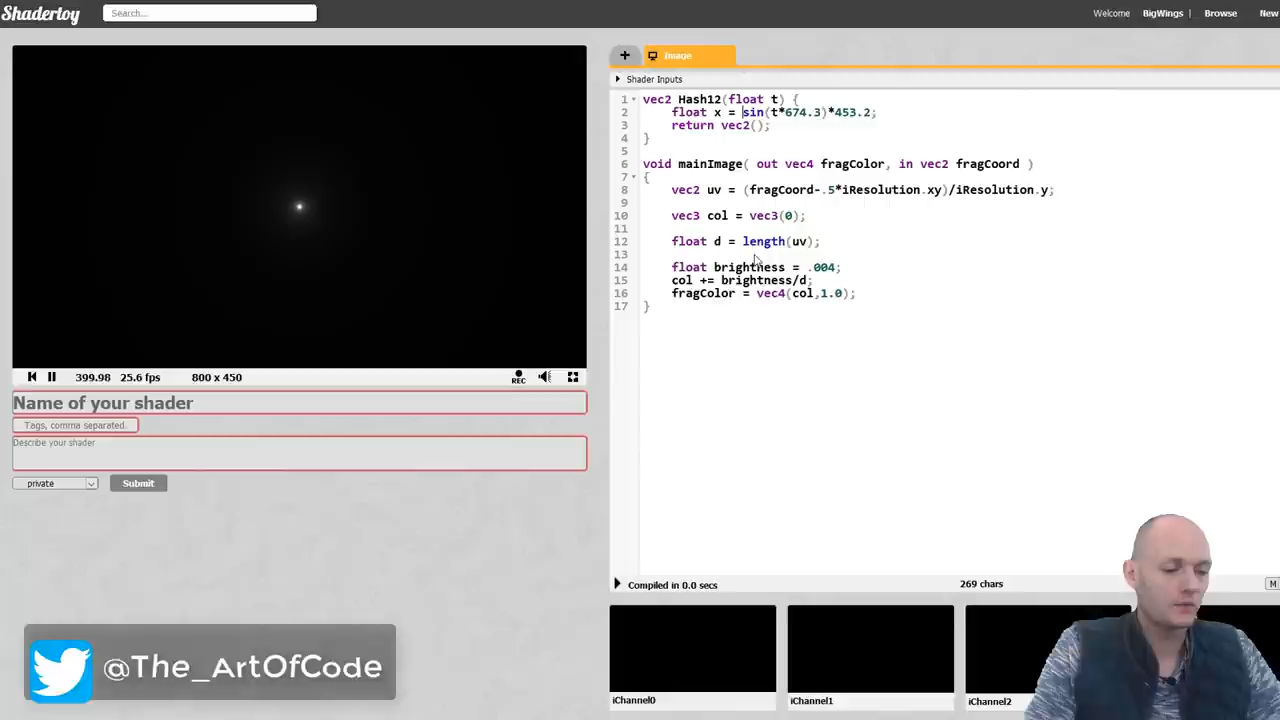 Shadertoy
Search...
Welcome BigWings | Browse New
+ Image
Shader Inputs
1 vec2 Hash12(float t) {
2 float x = sin(t*674.3)*453.2;
3 return vec2();
4 }
5
6 void mainImage( out vec4 fragColor, in vec2 fragCoord )
7 {
8 vec2 uv = (fragCoord-.5*iResolution.xy)/iResolution.y;
9
10 vec3 col = vec3(0);
11
12 float d = length(uv);
13
14 float brightness = .004;
15 col += brightness/d;
16 fragColor = vec4(col,1.0);
17 }
399.98 25.6 fps 800 x 450 REC
Name of your shader
Tags, comma separated.
Describe your shader
private Submit
Compiled in 0.0 secs 269 chars M
@The_ArtOfCode
iChannel0 iChannel1 iChannel2